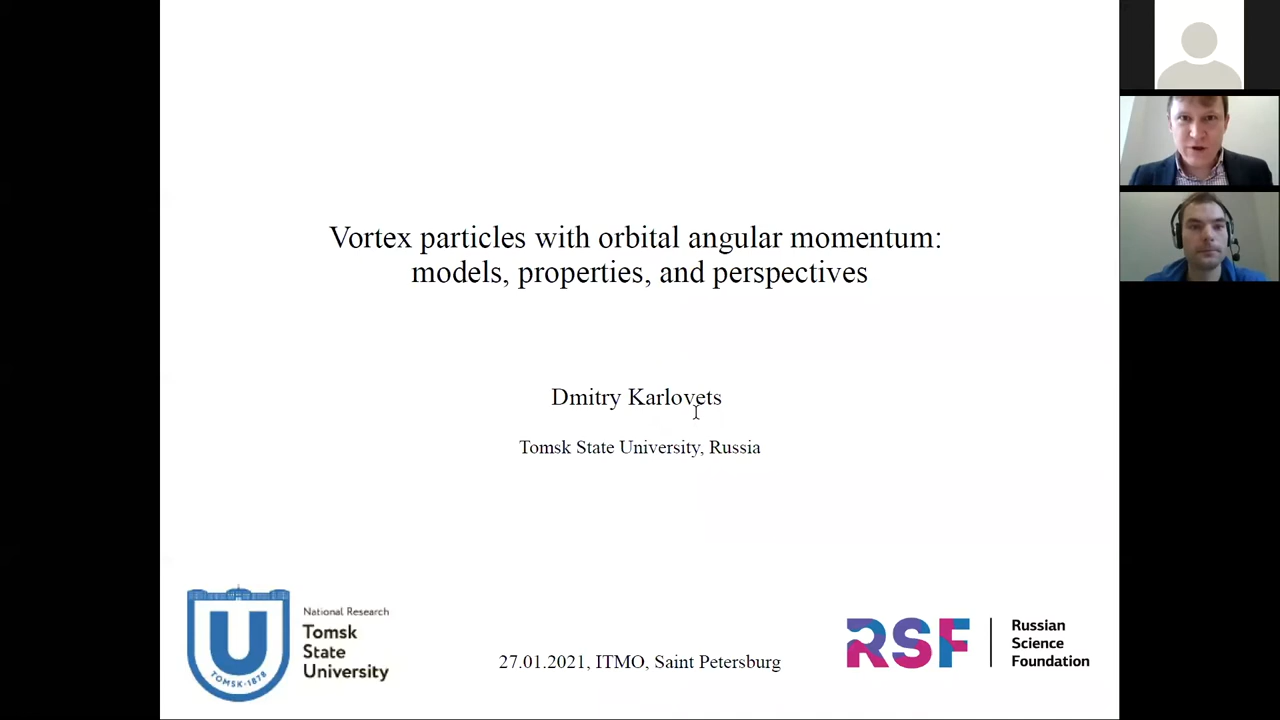 Vortex particles with orbital angular momentum:
models, properties, and perspectives
Dmitry Karlovets
Tomsk State University, Russia
U
TOMSK-1878
National Research
Tomsk
State
University
27.01.2021, ITMO, Saint Petersburg
RSF
Russian
Science
Foundation